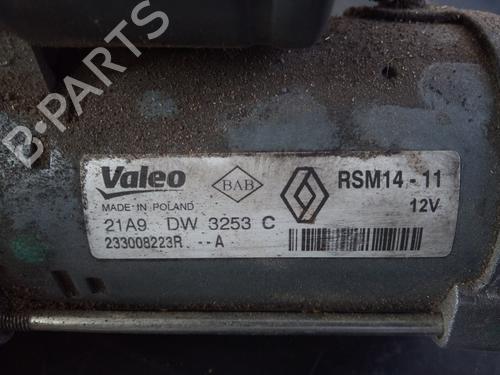 B-PARTS
Valeo
BAB
RSM14-11
MADE IN POLAND
12V
21A9 DW 3253 C
233008223R --A